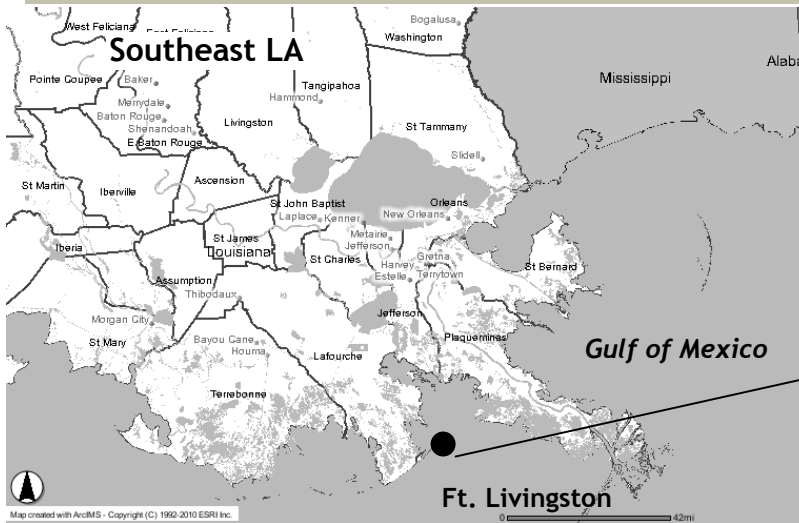 Bogalusa
West Feliciana
East Feliciana
Washington
Southeast LA
Alaba
Mississippi
Pointe Coupee
Baker
Tangipahoa
Hammond
Merrydale
Baton Rouge
Livingston
Shenandoah
St Tammany
E.Baton Rouge
Slidell
St Martin
Iberville
Ascension
St John Baptist
Orleans
Laplace
Kenner
New Orleans
St James
Metairie
Iberia
Louisiana
Jefferson
St Charles
Gretna
Harvey
St Bernard
Assumption
Estelle
Terrytown
Thibodaux
Morgan City
Jefferson
St Mary
Bayou Cane
Plaquemines
Houma
Lafourche
Gulf of Mexico
Terrebonne
Ft. Livingston
Map created with ArcIMS - Copyright (C) 1992-2010 ESRI Inc.
0 42mi